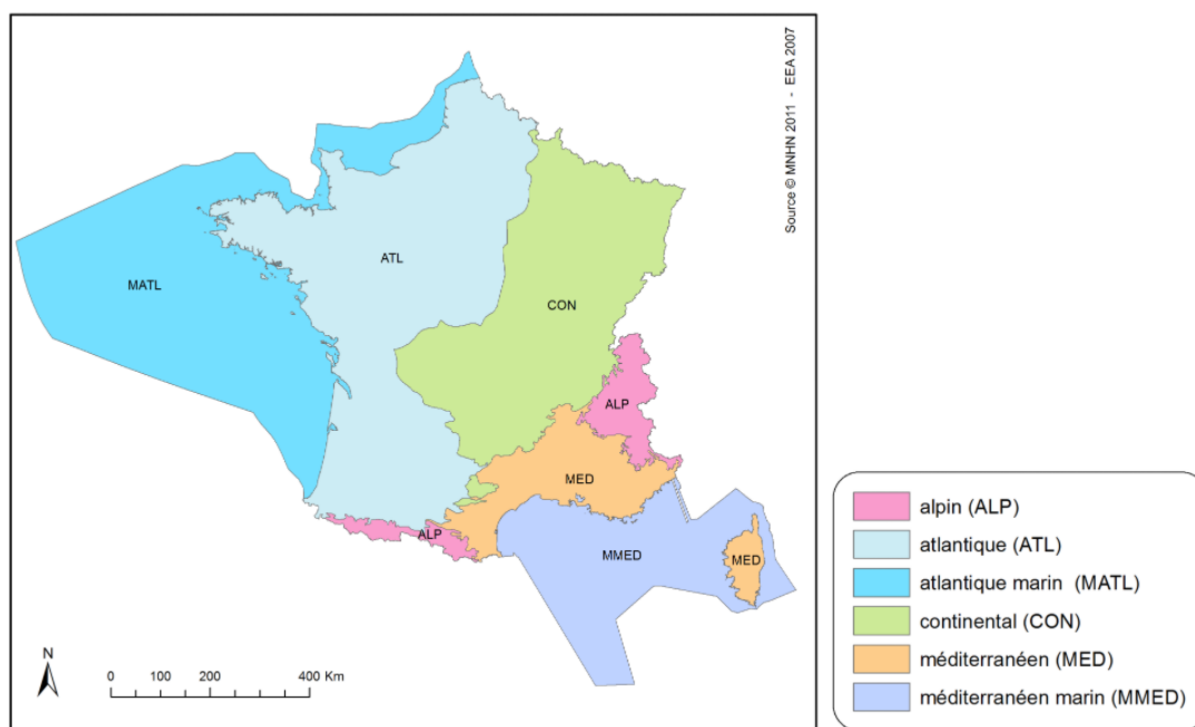 Source © MNHN 2011 - EEA 2007
MATL
ATL
CON
ALP
MED
ALP
MMED
MED
N
0 100 200 400 Km
alpin (ALP)
atlantique (ATL)
atlantique marin (MATL)
continental (CON)
méditerranéen (MED)
méditerranéen marin (MMED)